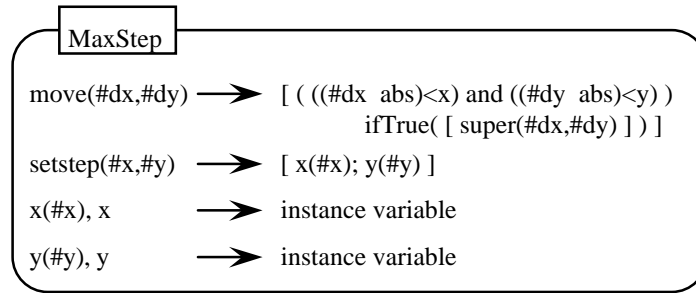 MaxStep
move(#dx,#dy) [ ( ((#dx abs)<x) and ((#dy abs)<y) )
ifTrue( [ super(#dx,#dy) ] ) ]
setstep(#x,#y) [ x(#x); y(#y) ]
x(#x), x instance variable
y(#y), y instance variable